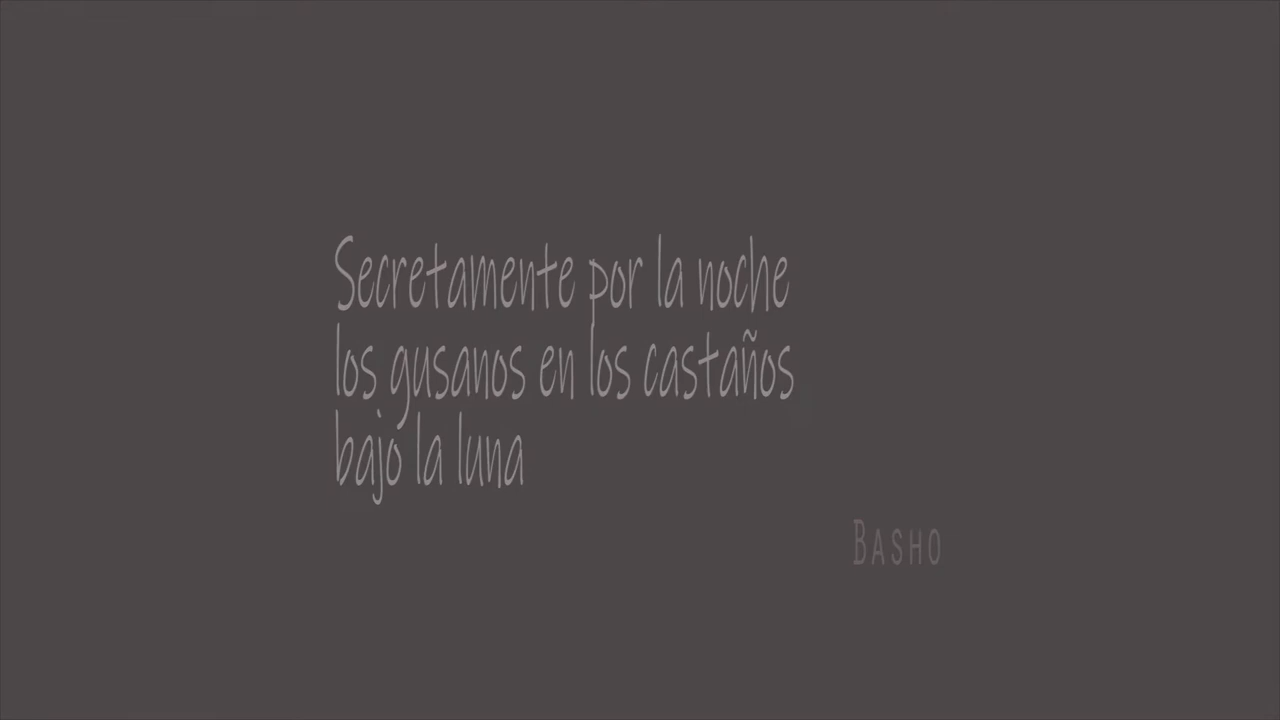 Secretamente por la noche
los gusanos en los castaños
bajo la luna
BASHO